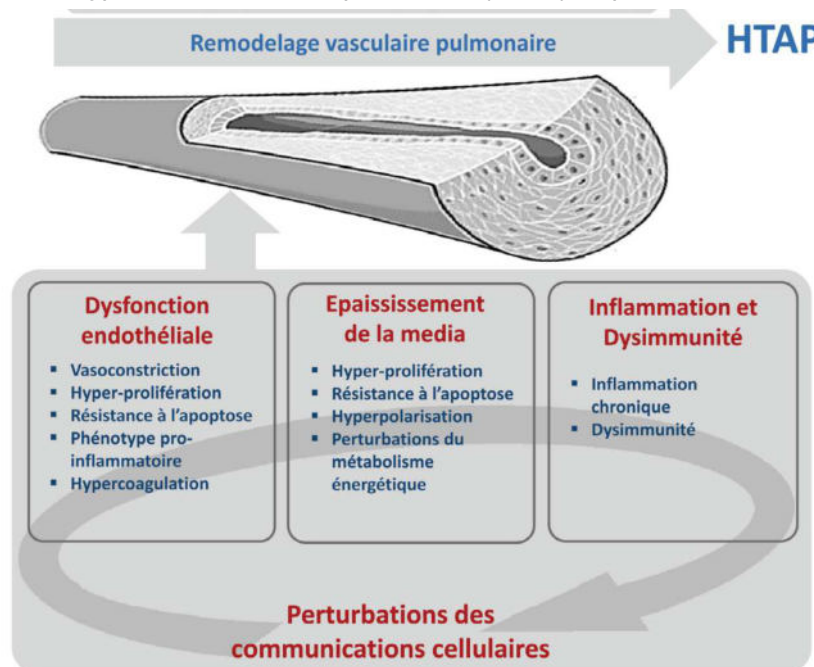 Remodelage vasculaire pulmonaire
HTAP
Dysfonction
endothéliale
▪ Vasoconstriction
▪ Hyper-prolifération
▪ Résistance à l'apoptose
▪ Phénotype pro-
inflammatoire
▪ Hypercoagulation
Epaississement
de la media
▪ Hyper-prolifération
▪ Résistance à l'apoptose
▪ Hyperpolarisation
▪ Perturbations du
métabolisme
énergétique
Inflammation et
Dysimmunité
▪ Inflammation
chronique
▪ Dysimmunité
Perturbations des
communications cellulaires